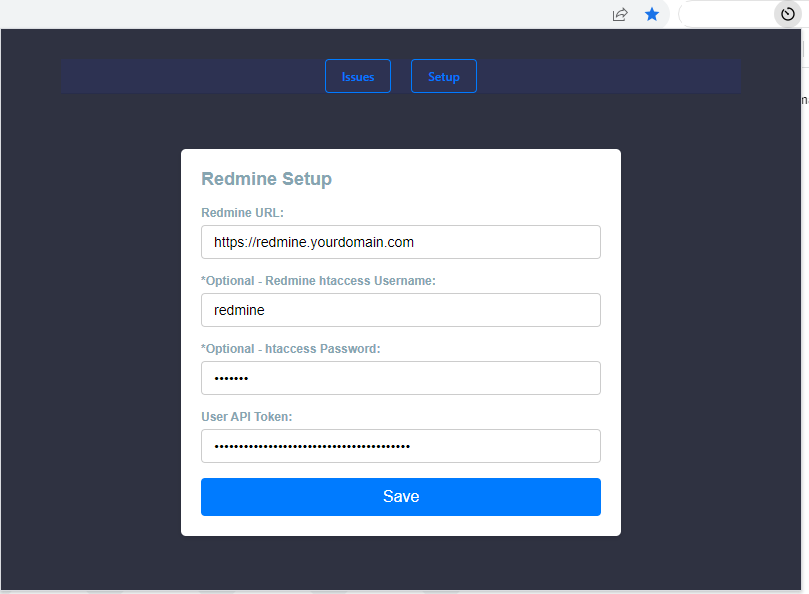 Issues
Setup
Redmine Setup
Redmine URL:
https://redmine.yourdomain.com
*Optional - Redmine htaccess Username:
redmine
*Optional - htaccess Password:
•••••••
User API Token:
••••••••••••••••••••••••••••••••••••••••
Save